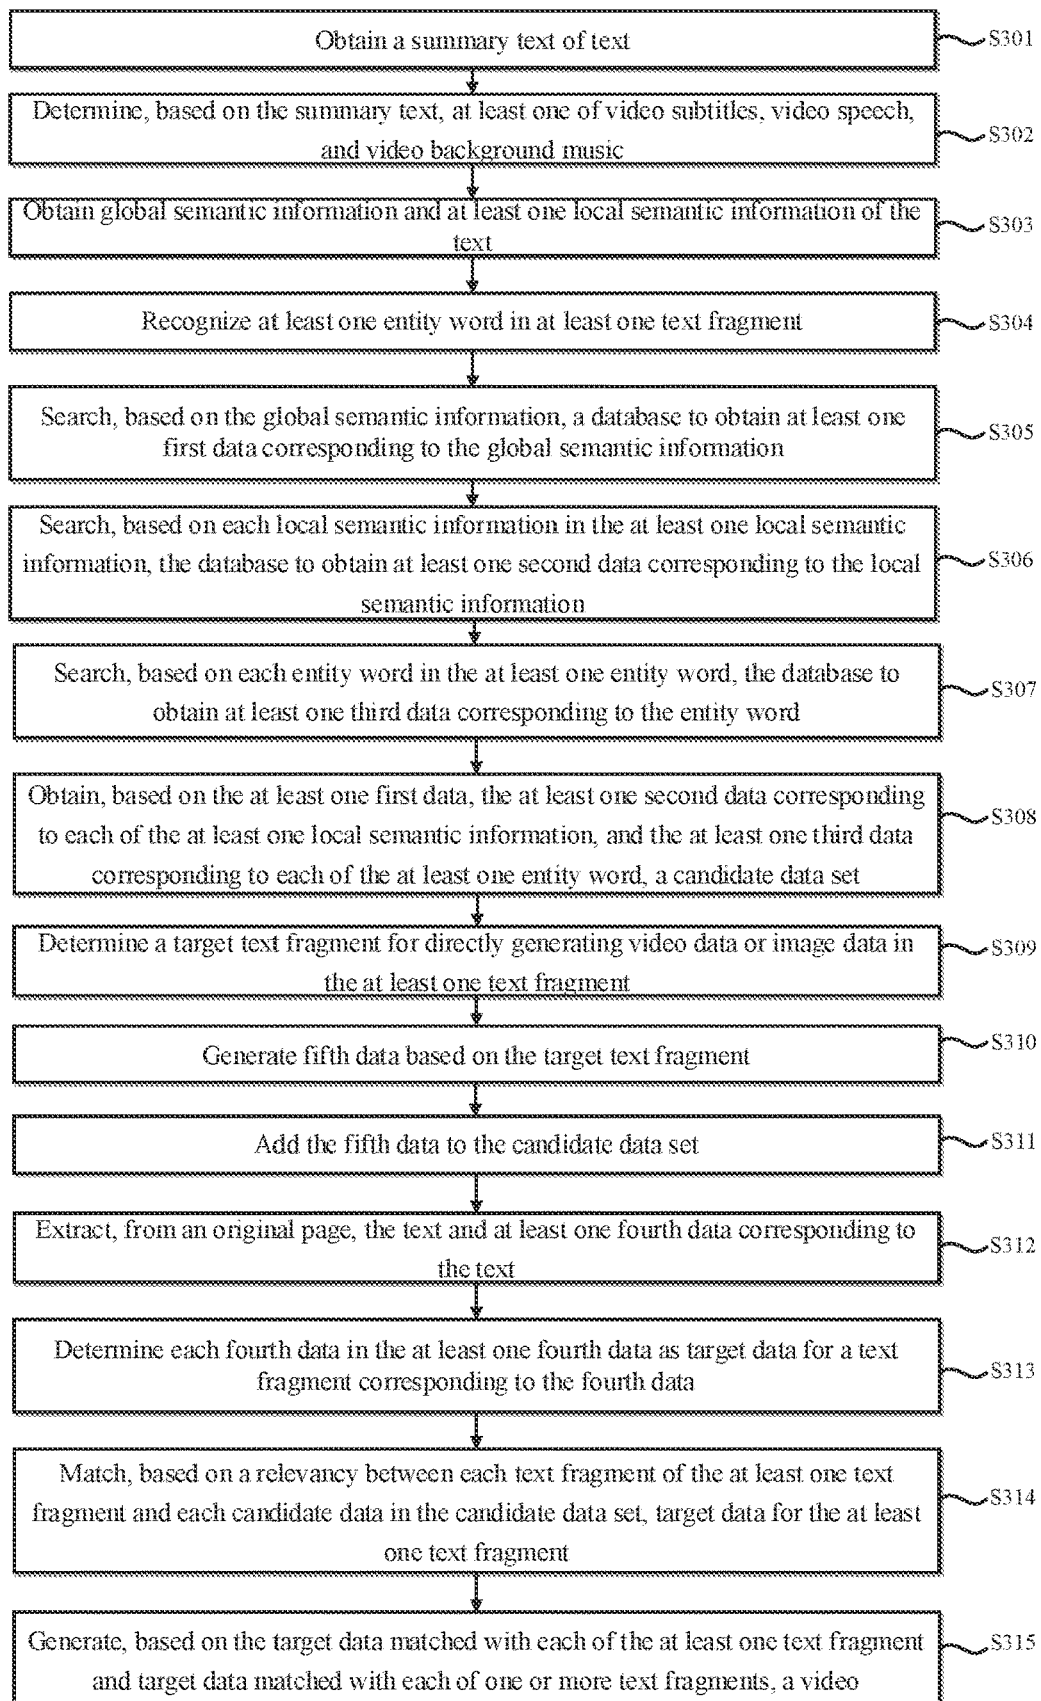 Obtain a summary text of text
S301
Determine, based on the summary text, at least one of video subtitles, video speech,
and video background music
S302
Obtain global semantic information and at least one local semantic information of the
text
S303
Recognize at least one entity word in at least one text fragment
S304
Search, based on the global semantic information, a database to obtain at least one
first data corresponding to the global semantic information
S305
Search, based on each local semantic information in the at least one local semantic
information, the database to obtain at least one second data corresponding to the local
semantic information
S306
Search, based on each entity word in the at least one entity word, the database to
obtain at least one third data corresponding to the entity word
S307
Obtain, based on the at least one first data, the at least one second data corresponding
to each of the at least one local semantic information, and the at least one third data
corresponding to each of the at least one entity word, a candidate data set
S308
Determine a target text fragment for directly generating video data or image data in
the at least one text fragment
S309
Generate fifth data based on the target text fragment
S310
Add the fifth data to the candidate data set
S311
Extract, from an original page, the text and at least one fourth data corresponding to
the text
S312
Determine each fourth data in the at least one fourth data as target data for a text
fragment corresponding to the fourth data
S313
Match, based on a relevancy between each text fragment of the at least one text
fragment and each candidate data in the candidate data set, target data for the at least
one text fragment
S314
Generate, based on the target data matched with each of the at least one text fragment
and target data matched with each of one or more text fragments, a video
S315